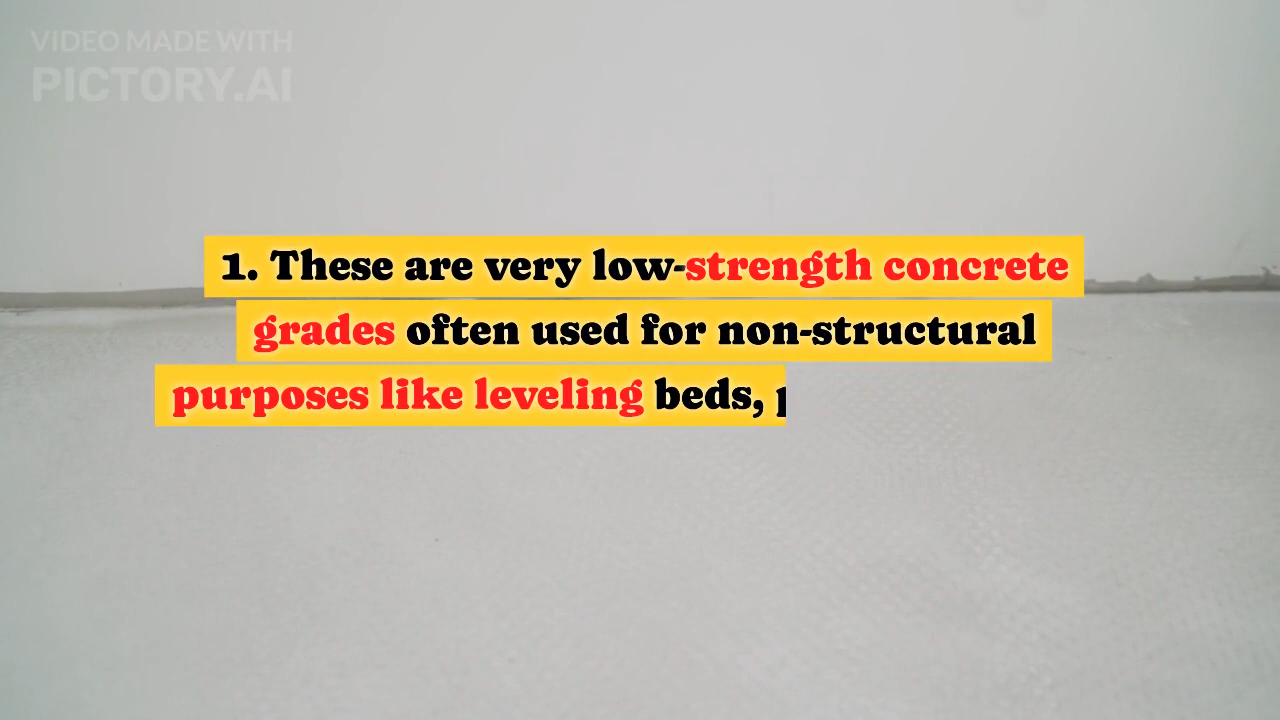 VIDEO MADE WITH
PICTORY.AI
1. These are very low-strength concrete
grades often used for non-structural
purposes like leveling beds,